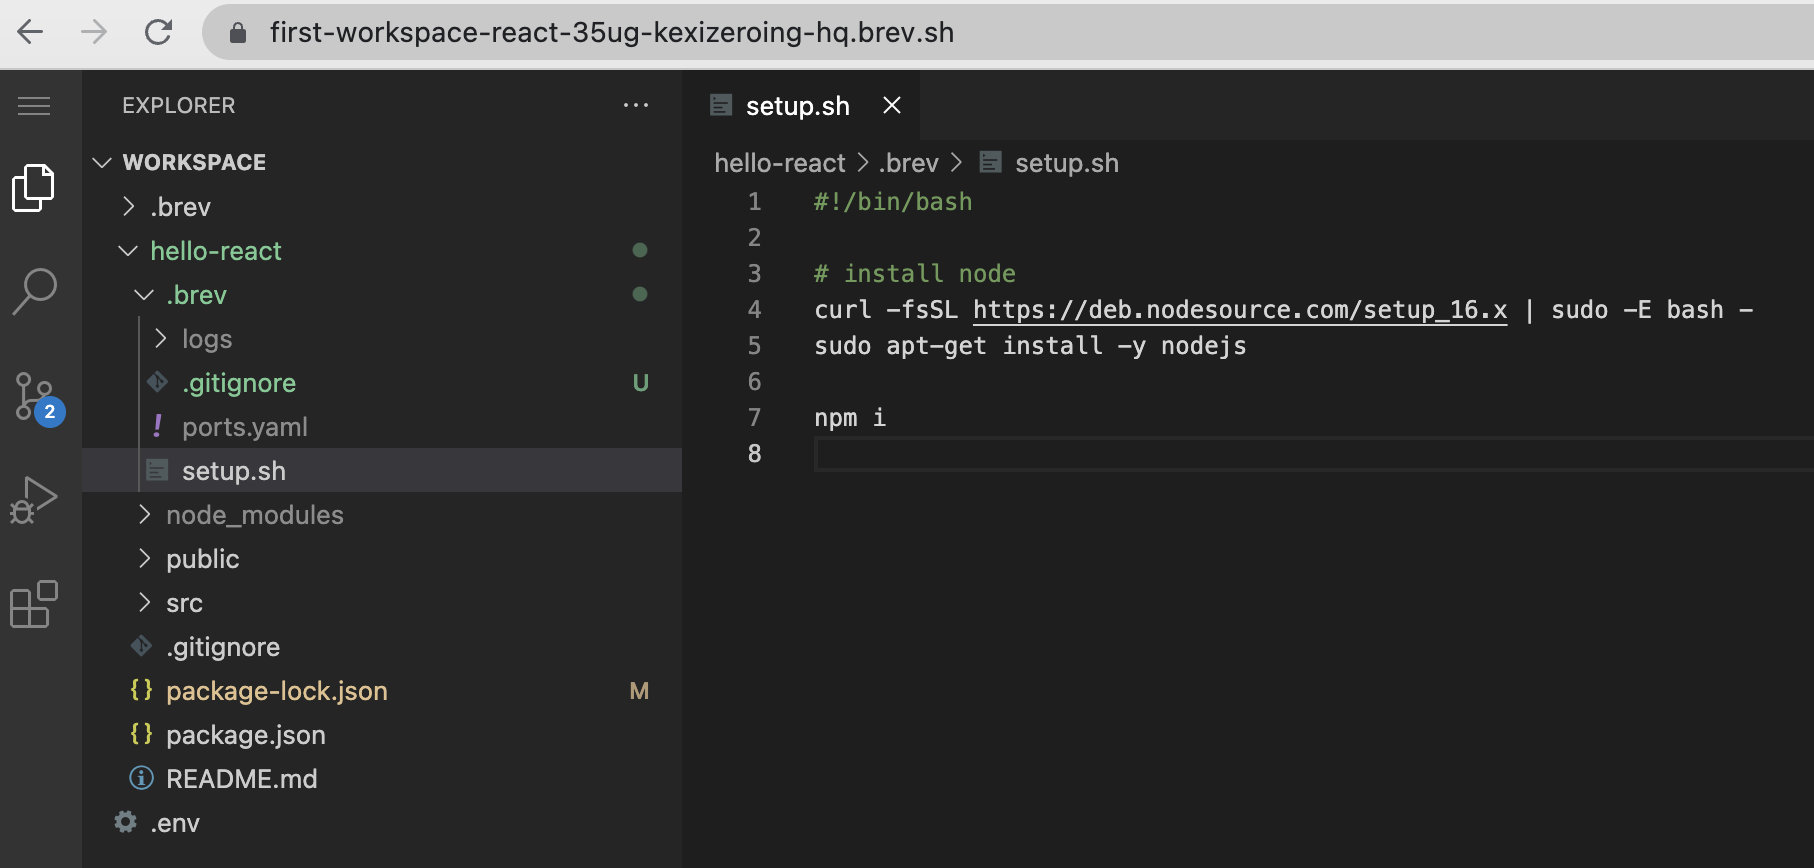 first-workspace-react-35ug-kexizeroing-hq.brev.sh
EXPLORER
WORKSPACE
.brev
hello-react
.brev
logs
.gitignore U
ports.yaml
setup.sh
node_modules
public
src
.gitignore
package-lock.json M
package.json
README.md
.env
2
setup.sh
hello-react > .brev > setup.sh
1 #!/bin/bash
2
3 # install node
4 curl -fsSL https://deb.nodesource.com/setup_16.x | sudo -E bash -
5 sudo apt-get install -y nodejs
6
7 npm i
8